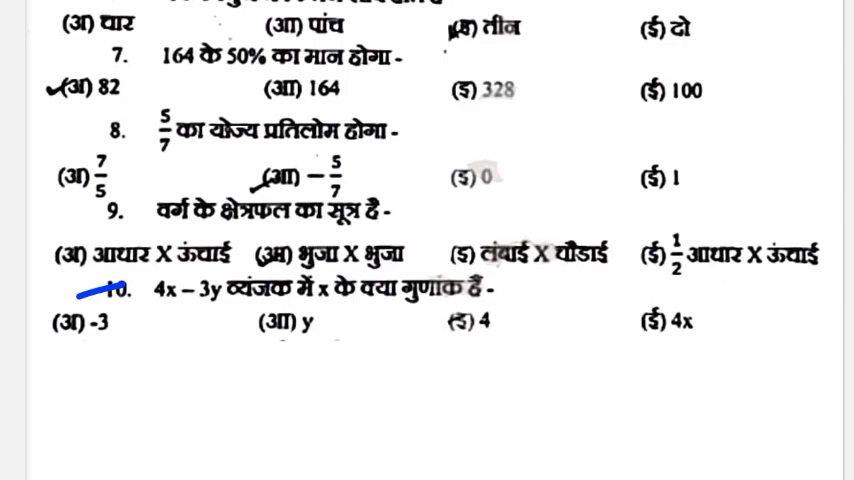 (अ) चार (आ) पांच (इ) तीन (ई) दो
7. 164 के 50% का मान होगा -
(अ) 82 (आ) 164 (इ) 328 (ई) 100
8. 5/7 का योज्य प्रतिलोम होगा -
(अ) 7/5 (आ) – 5/7 (इ) 0 (ई) 1
9. वर्ग के क्षेत्रफल का सूत्र है -
(अ) आधार X ऊंचाई (आ) भुजा X भुजा (इ) लंबाई X चौडाई (ई) 1/2 आधार X ऊंचाई
10. 4x – 3y व्यंजक में x के क्या गुणांक हैं -
(अ) -3 (आ) y (इ) 4 (ई) 4x